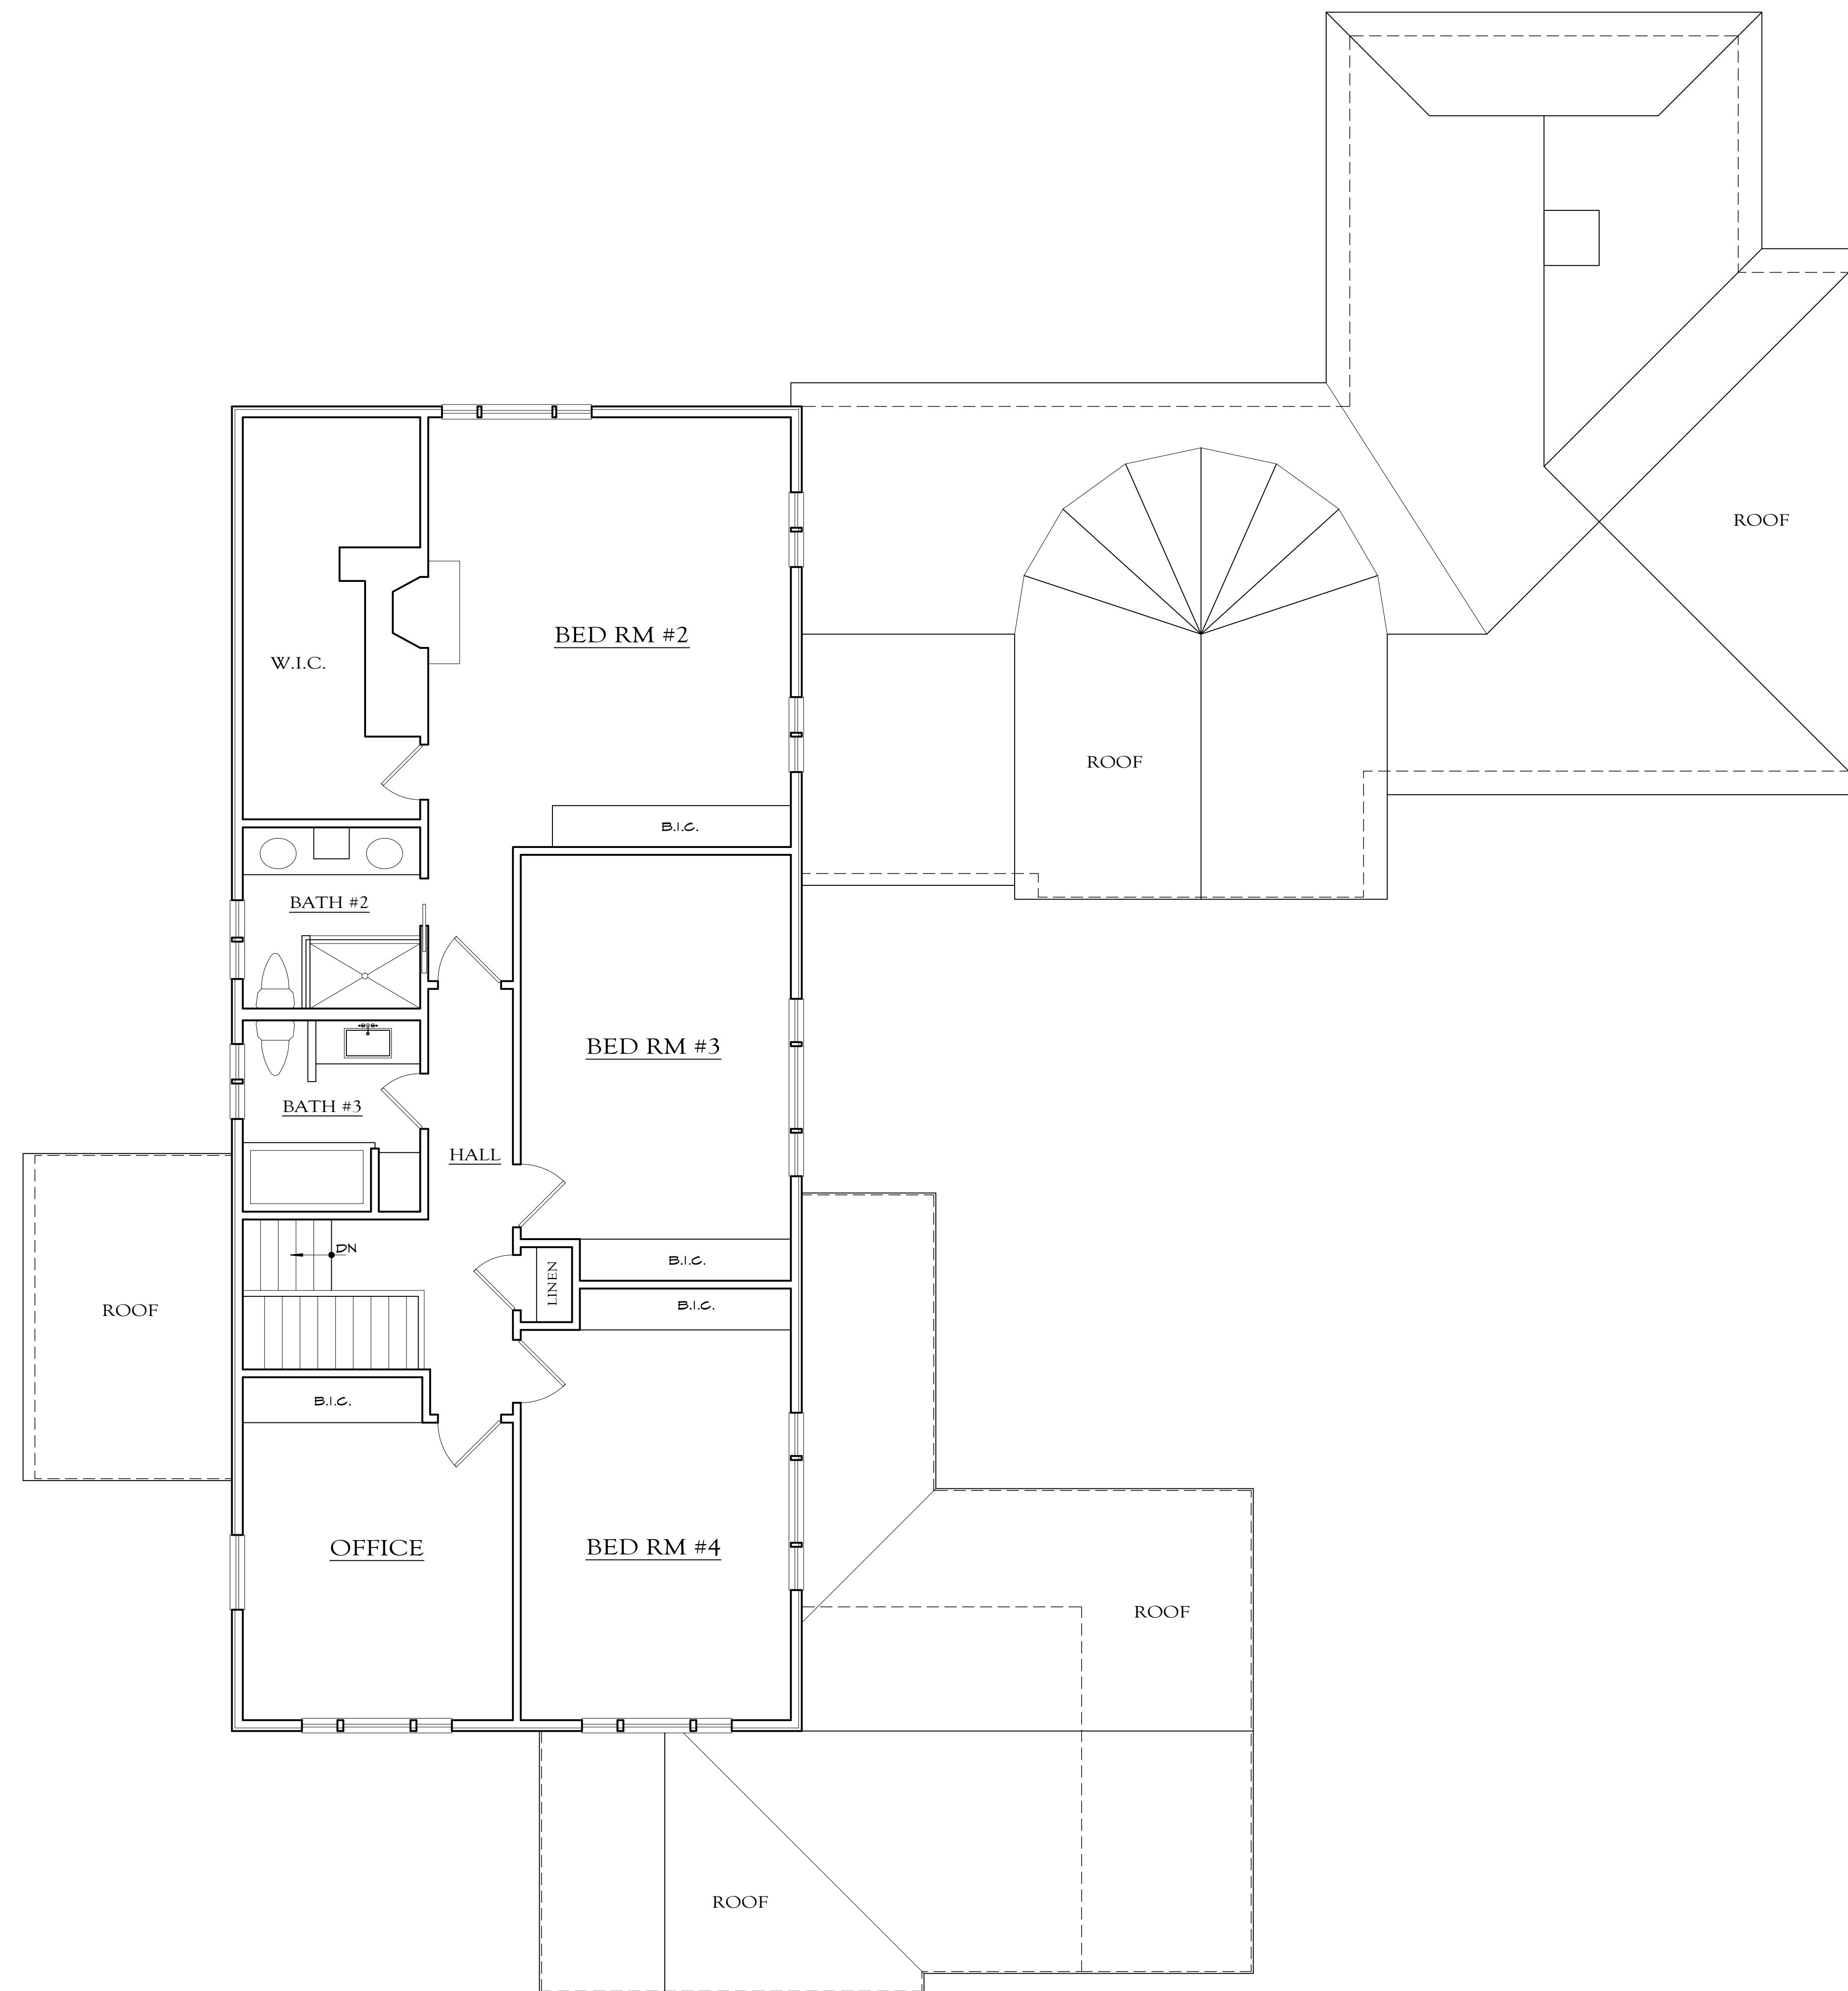 ROOF
BED RM #2
W.I.C.
ROOF
B.I.C.
BATH #2
BED RM #3
BATH #3
HALL
DN
B.I.C.
LINEN
B.I.C.
ROOF
B.I.C.
OFFICE
BED RM #4
ROOF
ROOF